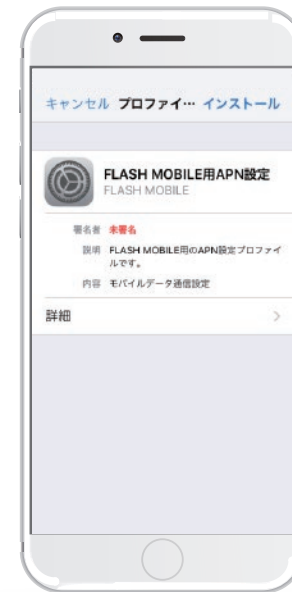 キャンセル プロファイ… インストール
FLASH MOBILE用APN設定
FLASH MOBILE
署名者 未署名
説明 FLASH MOBILE用のAPN設定プロファイ
ルです。
内容 モバイルデータ通信設定
詳細